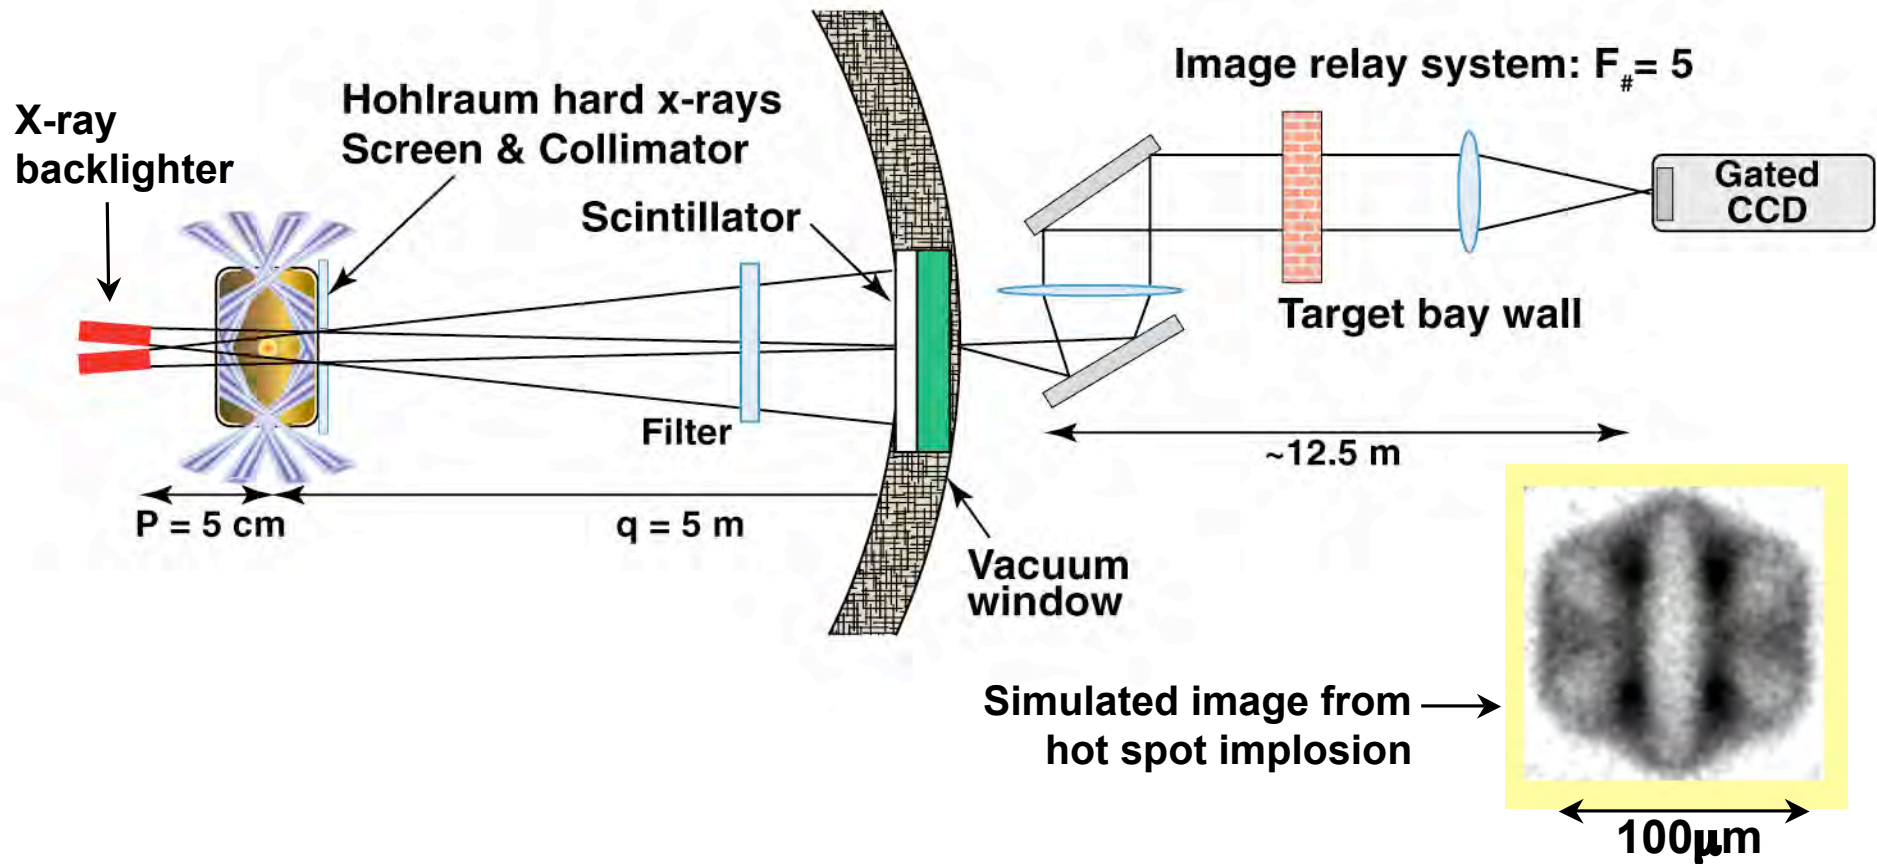 Image relay system: F#= 5
Hohlraum hard x-rays
Screen & Collimator
X-ray
backlighter
Scintillator
Gated
CCD
Target bay wall
Filter
~12.5 m
P = 5 cm
q = 5 m
Vacuum
window
Simulated image from
hot spot implosion
100μm